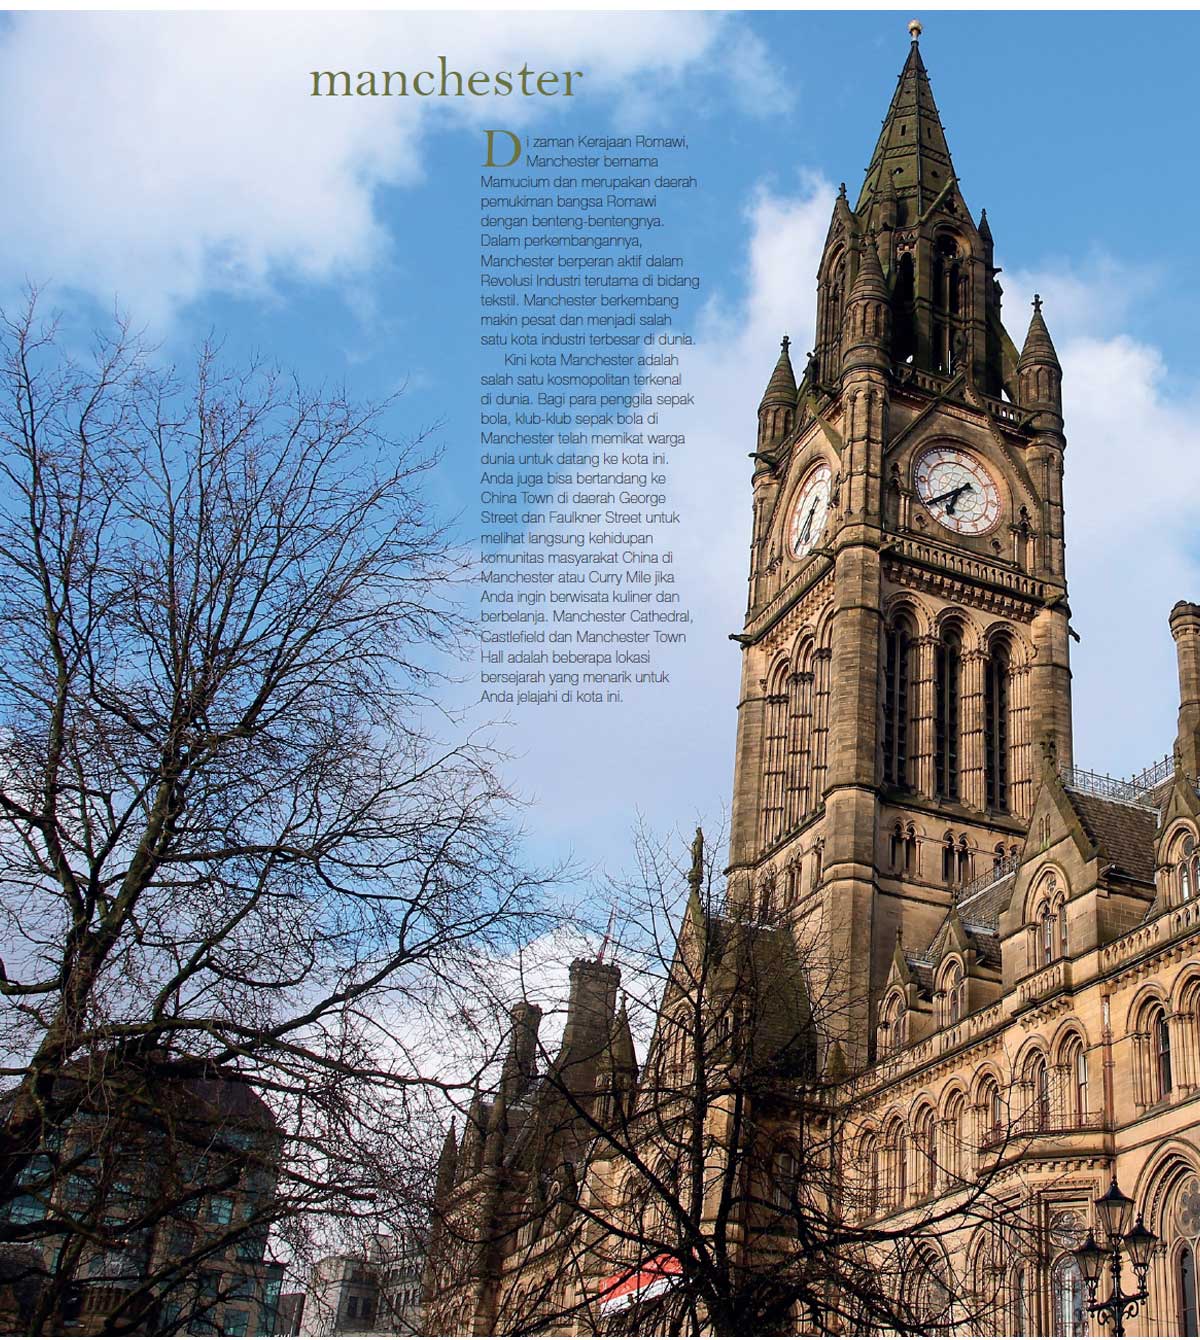 manchester
Di zaman Kerajaan Romawi,
Manchester bernama
Mamucium dan merupakan daerah
pemukiman bangsa Romawi
dengan benteng-bentengnya.
Dalam perkembangannya,
Manchester berperan aktif dalam
Revolusi Industri terutama di bidang
tekstil. Manchester berkembang
makin pesat dan menjadi salah
satu kota industri terbesar di dunia.
Kini kota Manchester adalah
salah satu kosmopolitan terkenal
di dunia. Bagi para penggila sepak
bola, klub-klub sepak bola di
Manchester telah memikat warga
dunia untuk datang ke kota ini.
Anda juga bisa bertandang ke
China Town di daerah George
Street dan Faulkner Street untuk
melihat langsung kehidupan
komunitas masyarakat China di
Manchester atau Curry Mile jika
Anda ingin berwisata kuliner dan
berbelanja. Manchester Cathedral,
Castlefield dan Manchester Town
Hall adalah beberapa lokasi
bersejarah yang menarik untuk
Anda jelajahi di kota ini.